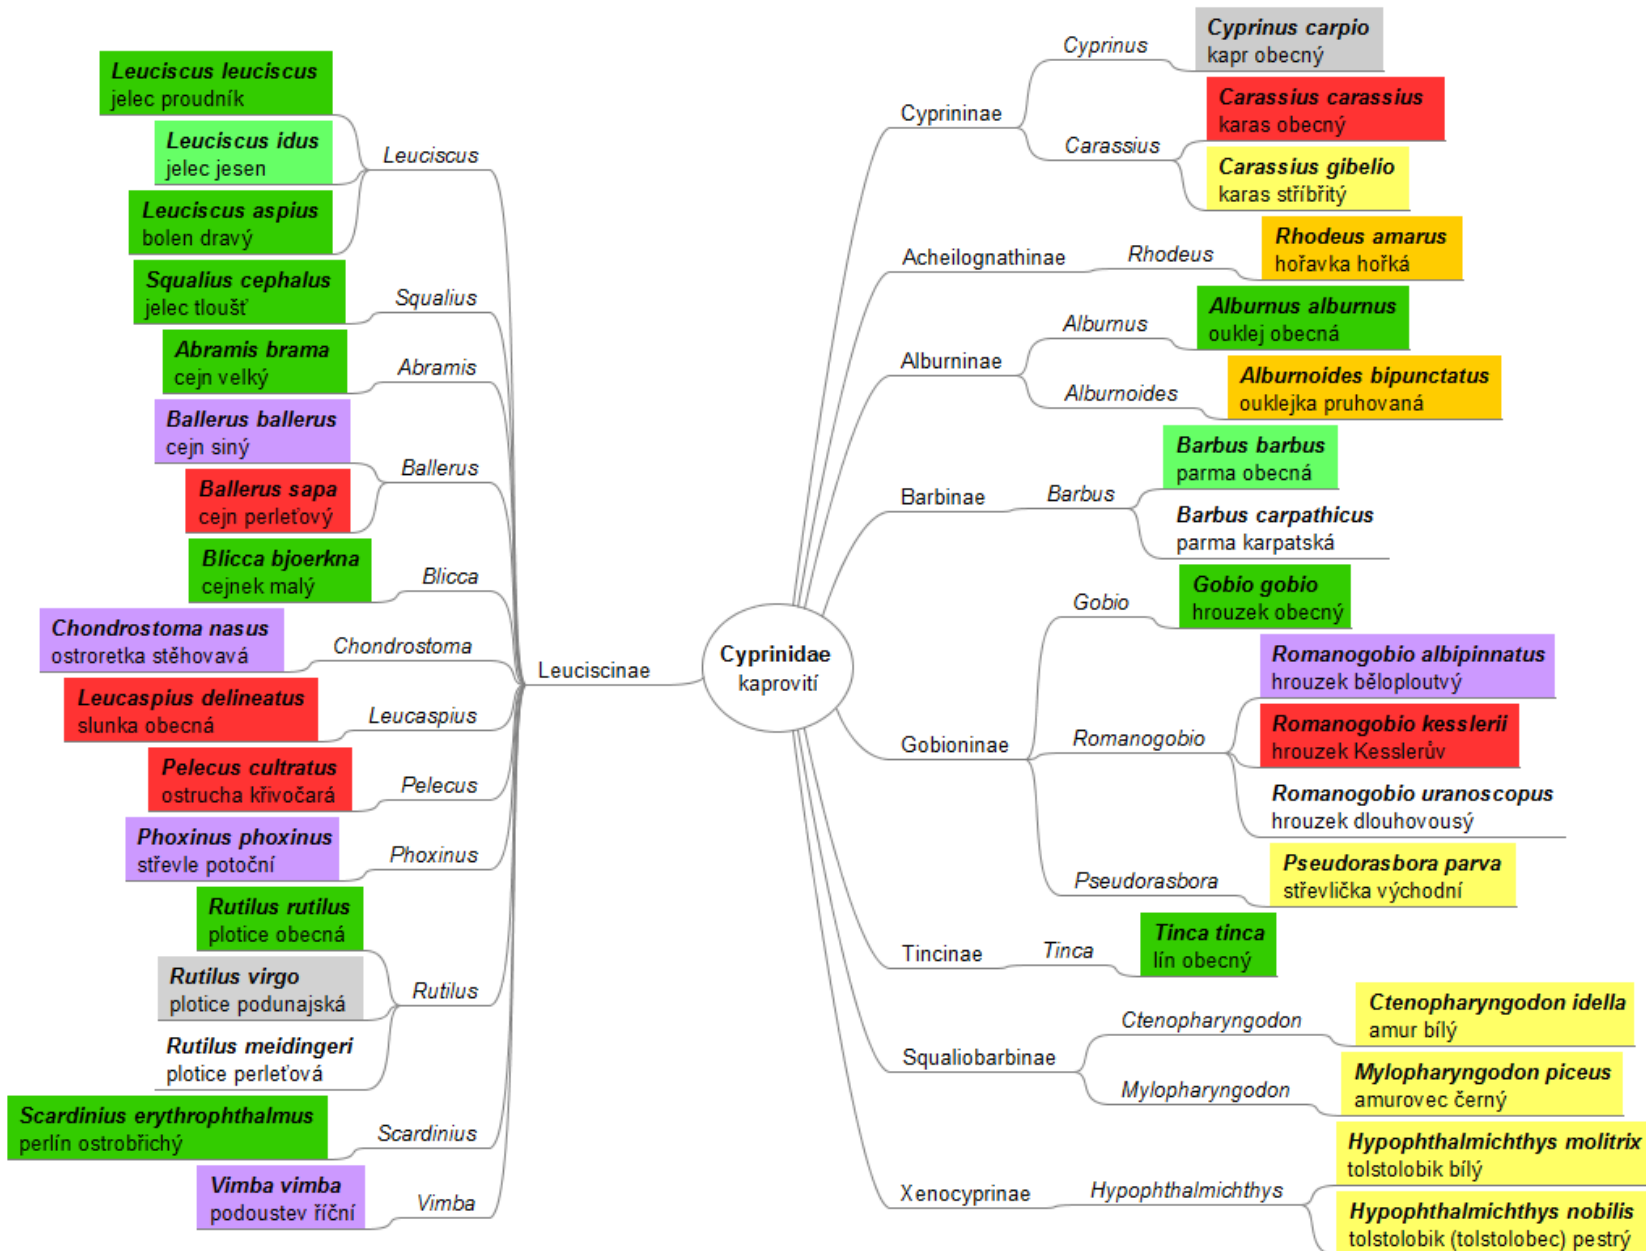 Cyprinidae
kaprovití
Leuciscinae
Leuciscus
Leuciscus leuciscus
jelec proudník
Leuciscus idus
jelec jesen
Leuciscus aspius
bolen dravý
Squalius
Squalius cephalus
jelec tloušť
Abramis
Abramis brama
cejn velký
Ballerus
Ballerus ballerus
cejn siný
Ballerus sapa
cejn perleťový
Blicca
Blicca bjoerkna
cejnek malý
Chondrostoma
Chondrostoma nasus
ostroretka stěhovavá
Leucaspius
Leucaspius delineatus
slunka obecná
Pelecus
Pelecus cultratus
ostrucha křivočará
Phoxinus
Phoxinus phoxinus
střevle potoční
Rutilus
Rutilus rutilus
plotice obecná
Rutilus virgo
plotice podunajská
Rutilus meidingeri
plotice perleťová
Scardinius
Scardinius erythrophthalmus
perlín ostrobřichý
Vimba
Vimba vimba
podoustev říční
Cyprininae
Cyprinus
Cyprinus carpio
kapr obecný
Carassius
Carassius carassius
karas obecný
Carassius gibelio
karas stříbřitý
Acheilognathinae
Rhodeus
Rhodeus amarus
hořavka hořká
Alburninae
Alburnus
Alburnus alburnus
ouklej obecná
Alburnoides
Alburnoides bipunctatus
ouklejka pruhovaná
Barbinae
Barbus
Barbus barbus
parma obecná
Barbus carpathicus
parma karpatská
Gobioninae
Gobio
Gobio gobio
hrouzek obecný
Romanogobio
Romanogobio albipinnatus
hrouzek běloploutvý
Romanogobio kesslerii
hrouzek Kesslerův
Romanogobio uranoscopus
hrouzek dlouhovousý
Pseudorasbora
Pseudorasbora parva
střevlička východní
Tincinae
Tinca
Tinca tinca
lín obecný
Squaliobarbinae
Ctenopharyngodon
Ctenopharyngodon idella
amur bílý
Mylopharyngodon
Mylopharyngodon piceus
amurovec černý
Xenocyprinae
Hypophthalmichthys
Hypophthalmichthys molitrix
tolstolobik bílý
Hypophthalmichthys nobilis
tolstolobik (tolstolobec) pestrý